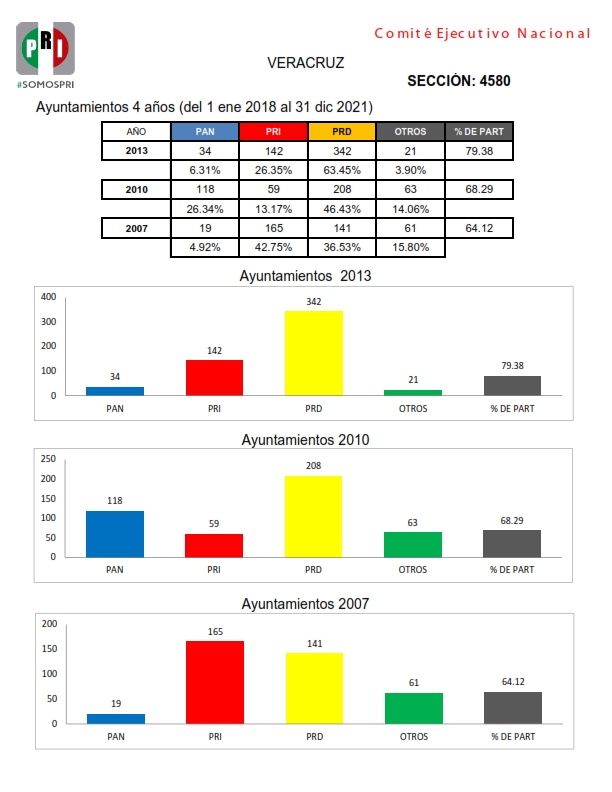 Comité Ejecutivo Nacional
PRI
#SOMOSPRI
VERACRUZ
SECCIÓN: 4580
Ayuntamientos 4 años (del 1 ene 2018 al 31 dic 2021)
AÑO PAN PRI PRD OTROS % DE PART
2013 34 142 342 21 79.38
6.31% 26.35% 63.45% 3.90%
2010 118 59 208 63 68.29
26.34% 13.17% 46.43% 14.06%
2007 19 165 141 61 64.12
4.92% 42.75% 36.53% 15.80%
Ayuntamientos 2013
400
300
200
100
0
34 142 342 21 79.38
PAN PRI PRD OTROS % DE PART
Ayuntamientos 2010
250
200
150
100
50
0
118 59 208 63 68.29
PAN PRI PRD OTROS % DE PART
Ayuntamientos 2007
200
150
100
50
0
19 165 141 61 64.12
PAN PRI PRD OTROS % DE PART